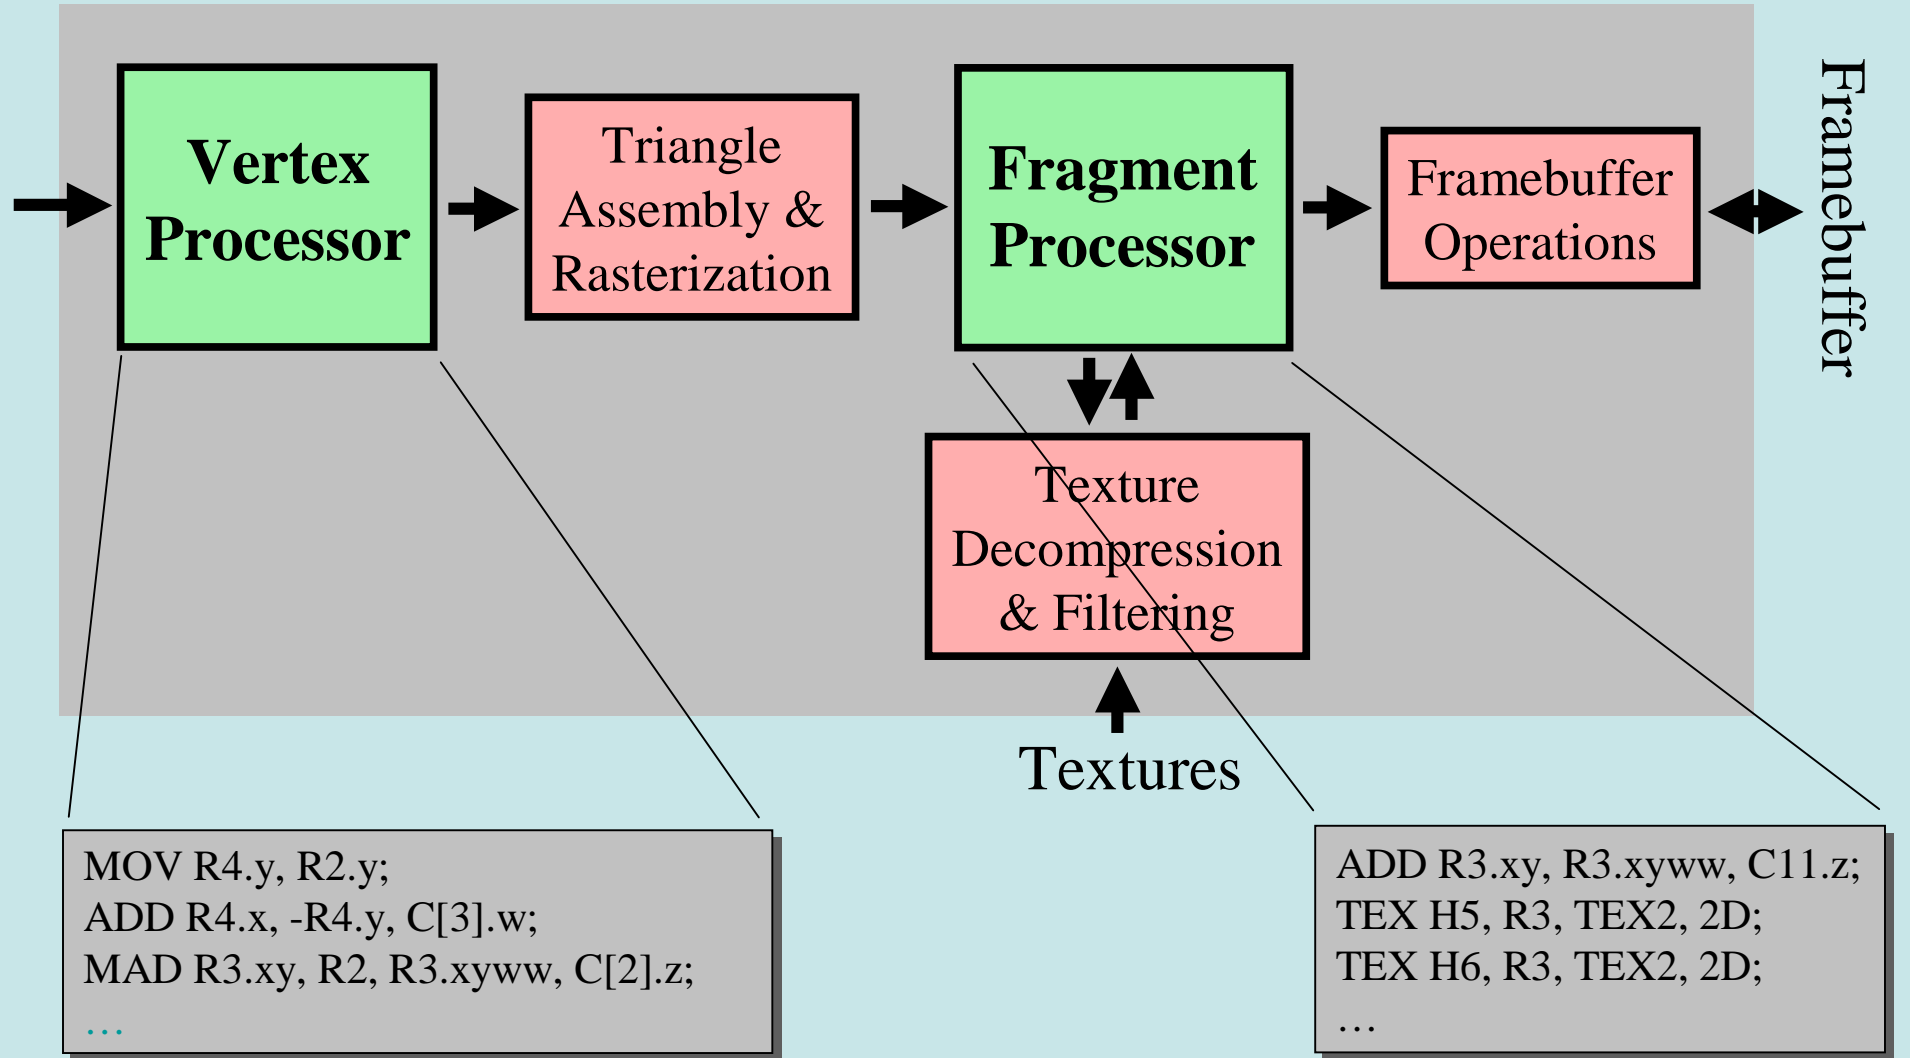 Vertex
Processor
Triangle
Assembly &
Rasterization
Fragment
Processor
Framebuffer
Operations
Framebuffer
Texture
Decompression
& Filtering
Textures
MOV R4.y, R2.y;
ADD R4.x, -R4.y, C[3].w;
MAD R3.xy, R2, R3.xyww, C[2].z;
…
ADD R3.xy, R3.xyww, C11.z;
TEX H5, R3, TEX2, 2D;
TEX H6, R3, TEX2, 2D;
…